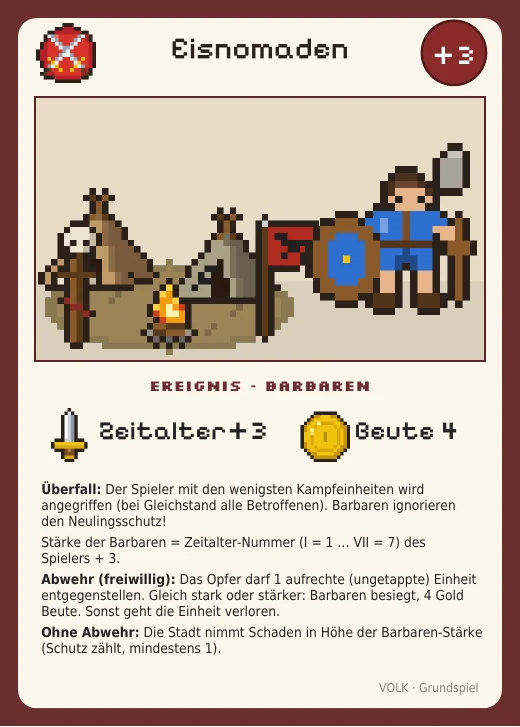 Eisnomaden
+3
EREIGNIS · BARBAREN
Zeitalter+3
Beute 4
Überfall: Der Spieler mit den wenigsten Kampfeinheiten wird
angegriffen (bei Gleichstand alle Betroffenen). Barbaren ignorieren
den Neulingsschutz!
Stärke der Barbaren = Zeitalter-Nummer (I = 1 … VII = 7) des
Spielers + 3.
Abwehr (freiwillig): Das Opfer darf 1 aufrechte (ungetappte) Einheit
entgegenstellen. Gleich stark oder stärker: Barbaren besiegt, 4 Gold
Beute. Sonst geht die Einheit verloren.
Ohne Abwehr: Die Stadt nimmt Schaden in Höhe der Barbaren-Stärke
(Schutz zählt, mindestens 1).
VOLK · Grundspiel